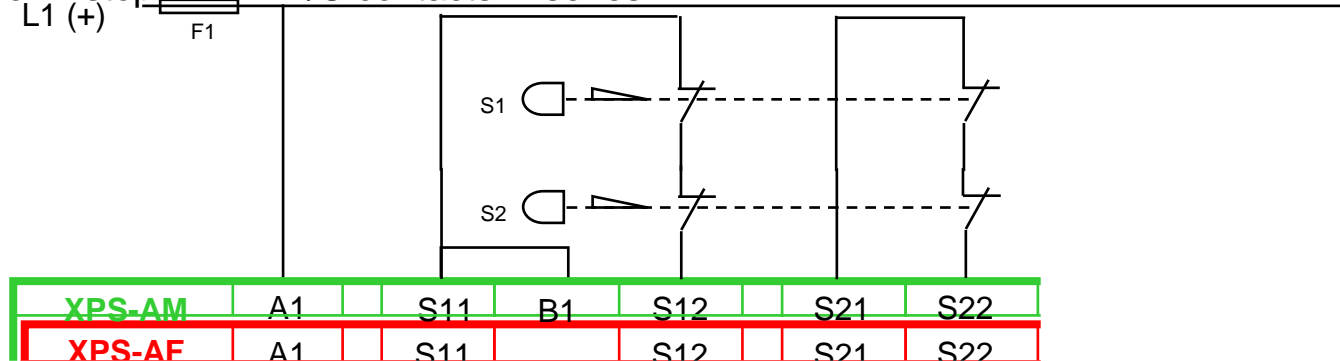 L1 (+)
F1
S1
S2
XPS-AM A1 S11 B1 S12 S21 S22
XPS-AF A1 S11 S12 S21 S22